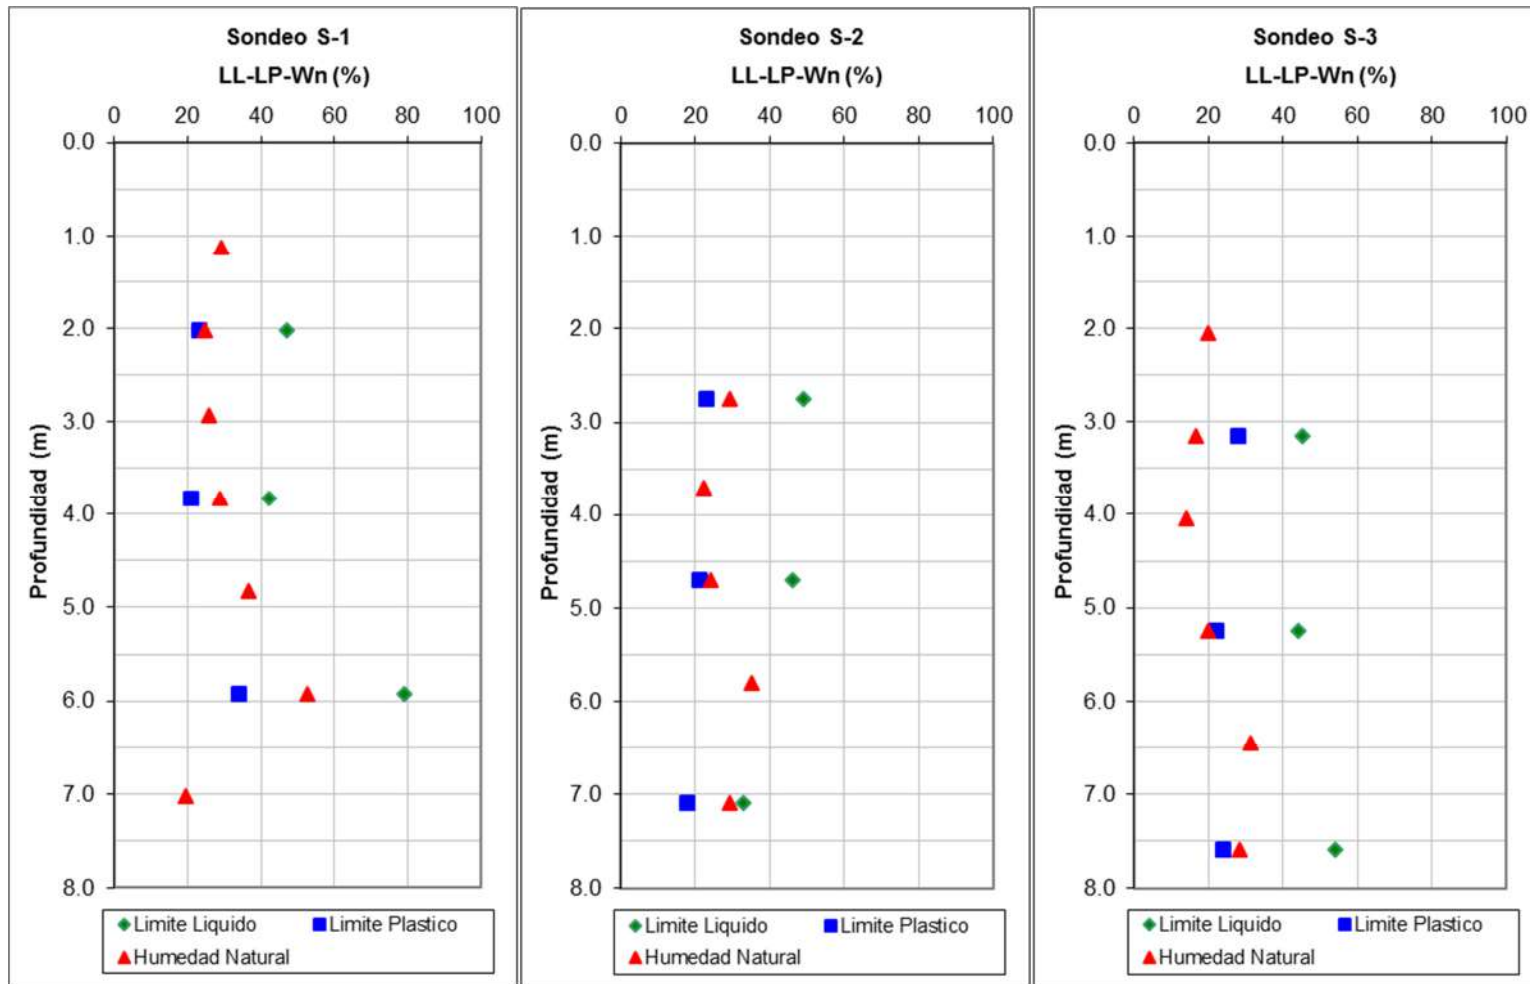 Sondeo S-1
LL-LP-Wn (%)
0 20 40 60 80 100
0.0
1.0
2.0
3.0
4.0
5.0
6.0
7.0
8.0
Profundidad (m)
Limite Liquido Limite Plastico
Humedad Natural
Sondeo S-2
LL-LP-Wn (%)
0 20 40 60 80 100
0.0
1.0
2.0
3.0
4.0
5.0
6.0
7.0
8.0
Profundidad (m)
Limite Liquido Limite Plastico
Humedad Natural
Sondeo S-3
LL-LP-Wn (%)
0 20 40 60 80 100
0.0
1.0
2.0
3.0
4.0
5.0
6.0
7.0
8.0
Profundidad (m)
Limite Liquido Limite Plastico
Humedad Natural